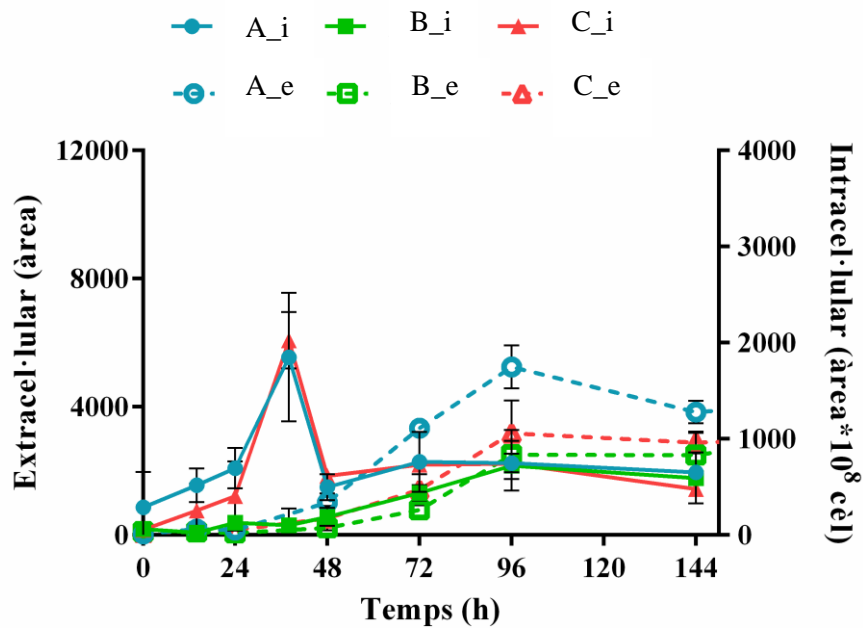 A_i B_i C_i
A_e B_e C_e
12000 8000 4000 0
Extracel·lular (àrea)
4000 3000 2000 1000 0
Intracel·lular (àrea*10⁸ cèl)
0 24 48 72 96 120 144
Temps (h)